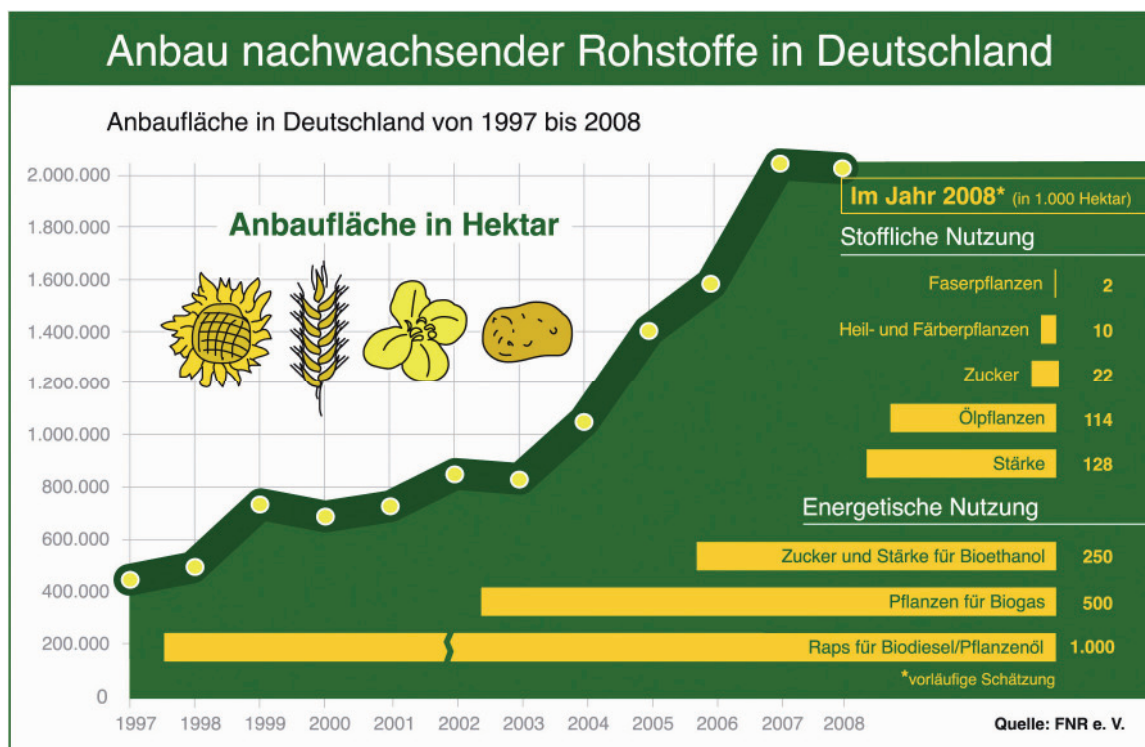 Anbau nachwachsender Rohstoffe in Deutschland
Anbaufläche in Deutschland von 1997 bis 2008
Anbaufläche in Hektar
2.000.000
1.800.000
1.600.000
1.400.000
1.200.000
1.000.000
800.000
600.000
400.000
200.000
0
1997 1998 1999 2000 2001 2002 2003 2004 2005 2006 2007 2008
Im Jahr 2008* (in 1.000 Hektar)
Stoffliche Nutzung
Faserpflanzen 2
Heil- und Färberpflanzen 10
Zucker 22
Ölpflanzen 114
Stärke 128
Energetische Nutzung
Zucker und Stärke für Bioethanol 250
Pflanzen für Biogas 500
Raps für Biodiesel/Pflanzenöl 1.000
*vorläufige Schätzung
Quelle: FNR e. V.